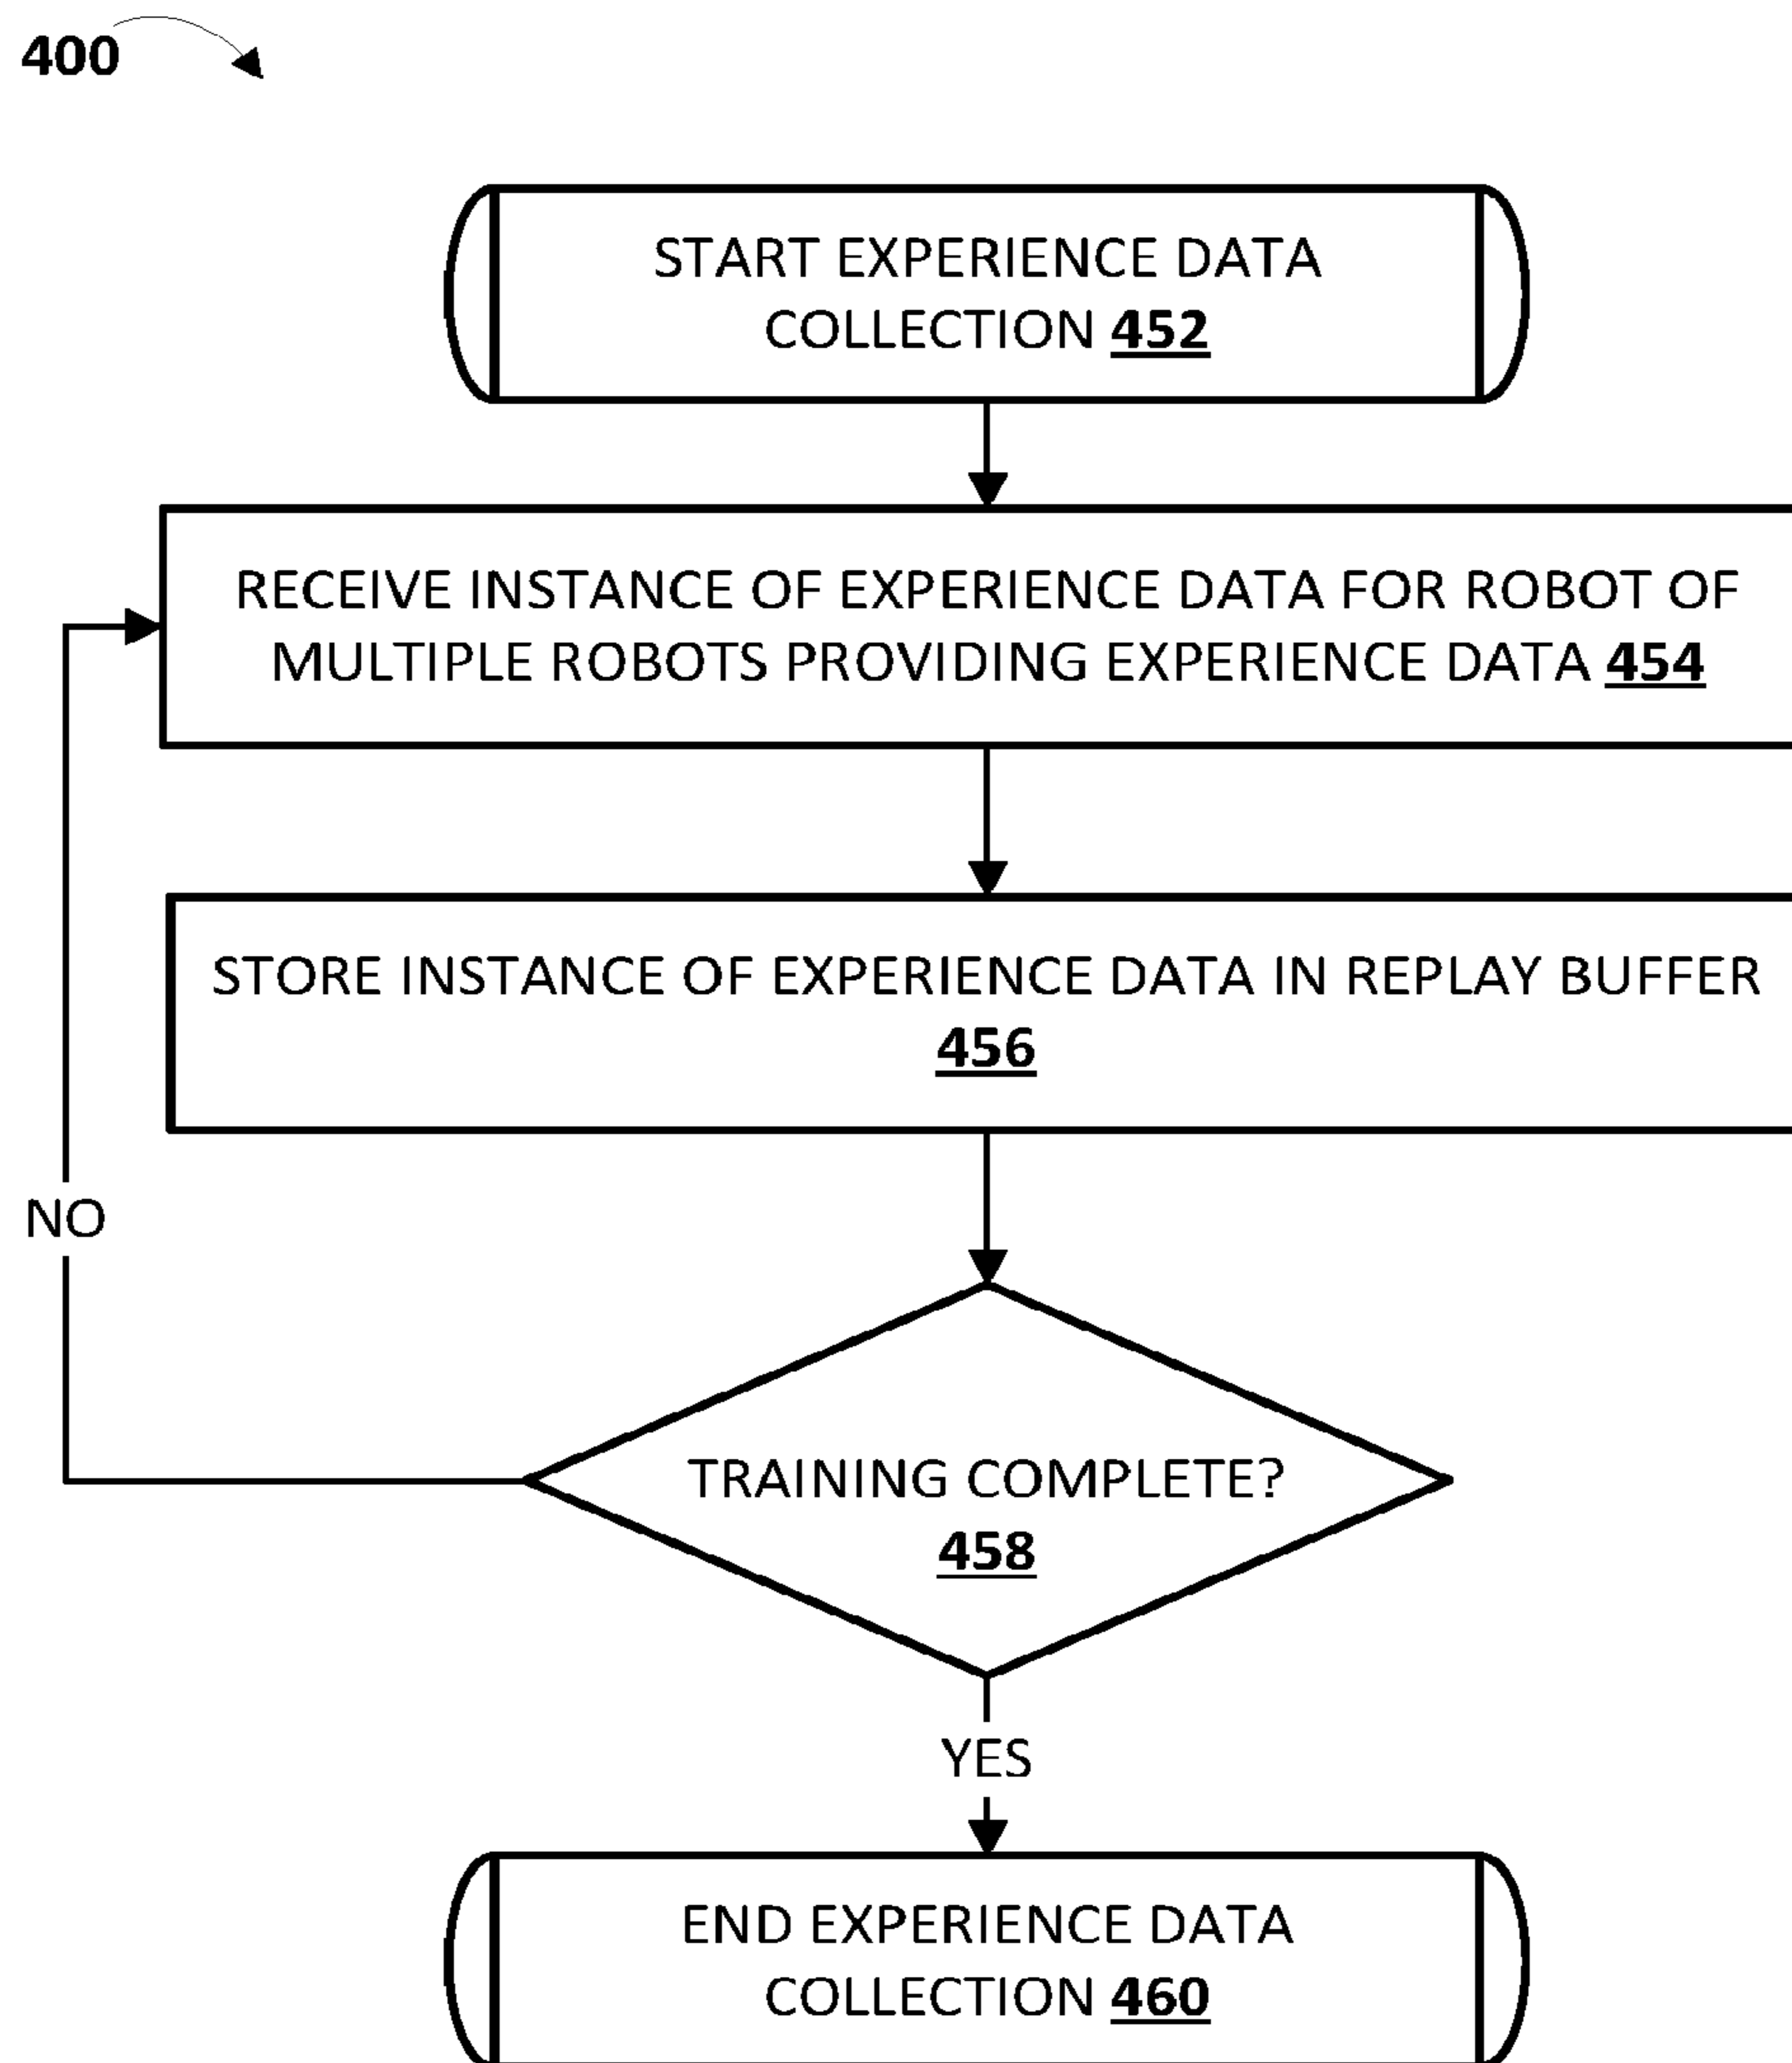 400
START EXPERIENCE DATA
COLLECTION 452
RECEIVE INSTANCE OF EXPERIENCE DATA FOR ROBOT OF
MULTIPLE ROBOTS PROVIDING EXPERIENCE DATA 454
STORE INSTANCE OF EXPERIENCE DATA IN REPLAY BUFFER
456
NO
TRAINING COMPLETE?
458
YES
END EXPERIENCE DATA
COLLECTION 460